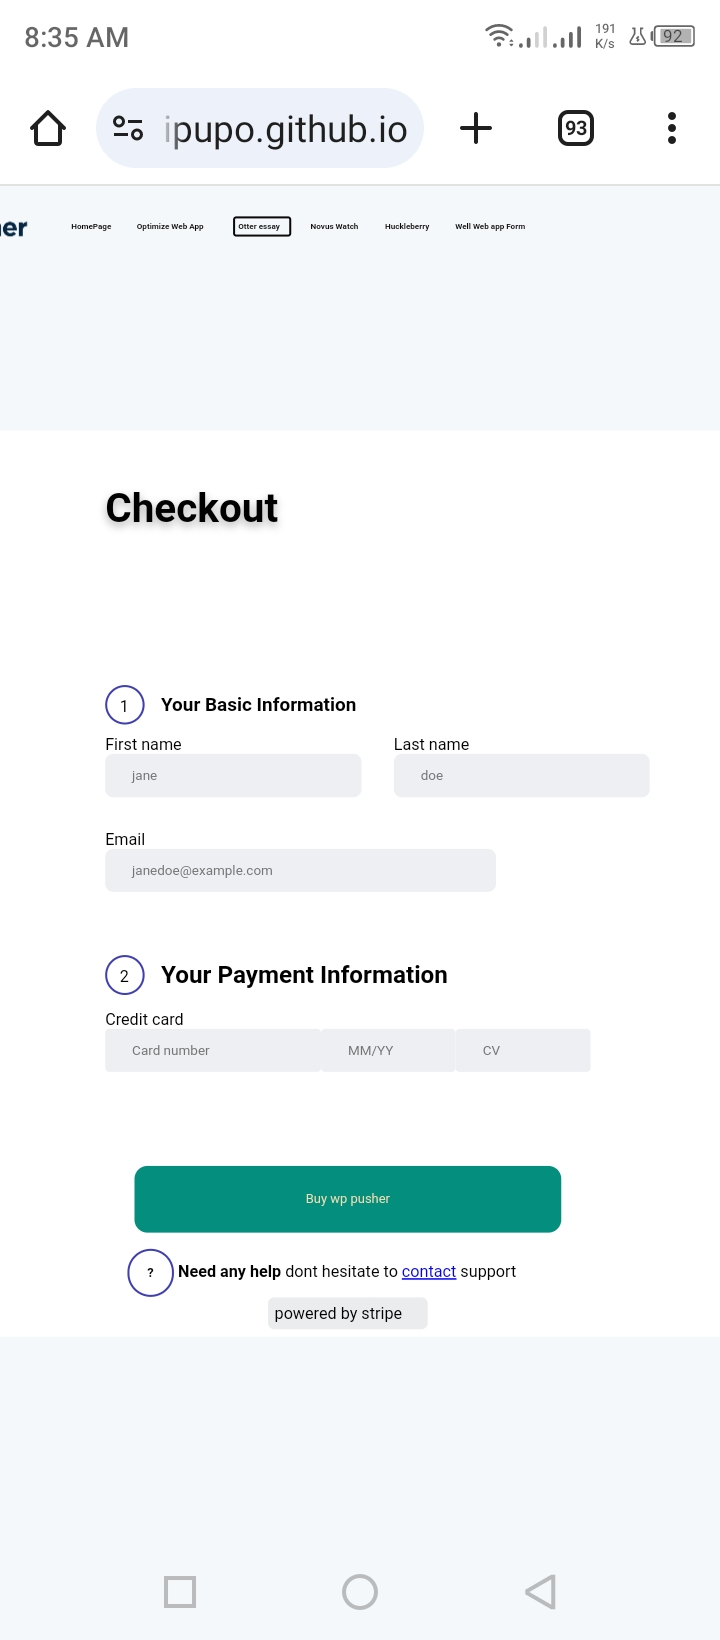 8:35 AM 191 K/s 92
ipupo.github.io 93
er HomePage Optimize Web App Otter essay Novus Watch Huckleberry Well Web app Form
Checkout
1 Your Basic Information
First name Last name
jane doe
Email
janedoe@example.com
2 Your Payment Information
Credit card
Card number MM/YY CV
Buy wp pusher
? Need any help dont hesitate to contact support
powered by stripe